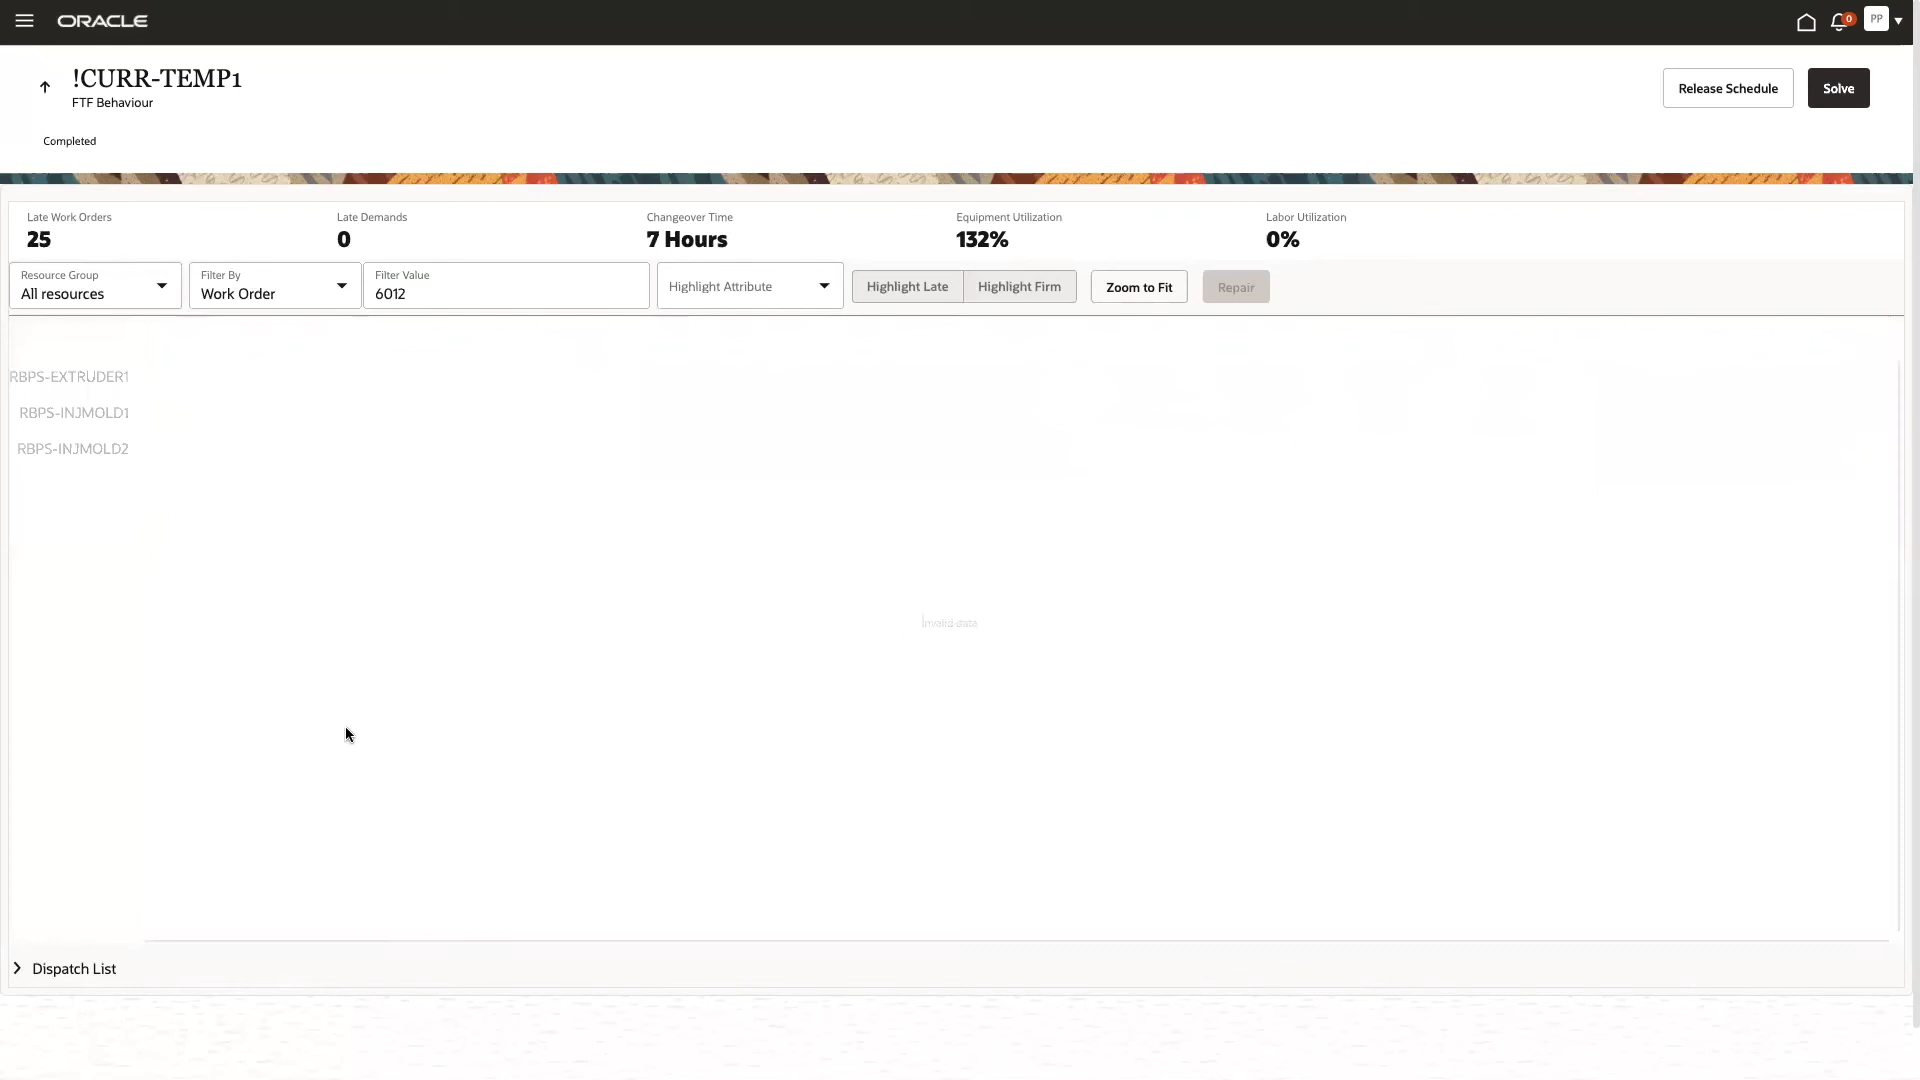 ORACLE
0
PP
!CURR-TEMP1
FTF Behaviour
Release Schedule
Solve
Completed
Late Work Orders
25
Late Demands
0
Changeover Time
7 Hours
Equipment Utilization
132%
Labor Utilization
0%
Resource Group
All resources
Filter By
Work Order
Filter Value
6012
Highlight Attribute
Highlight Late
Highlight Firm
Zoom to Fit
Repair
RBPS-EXTRUDER1
RBPS-INJMOLD1
RBPS-INJMOLD2
Invalid data
Dispatch List